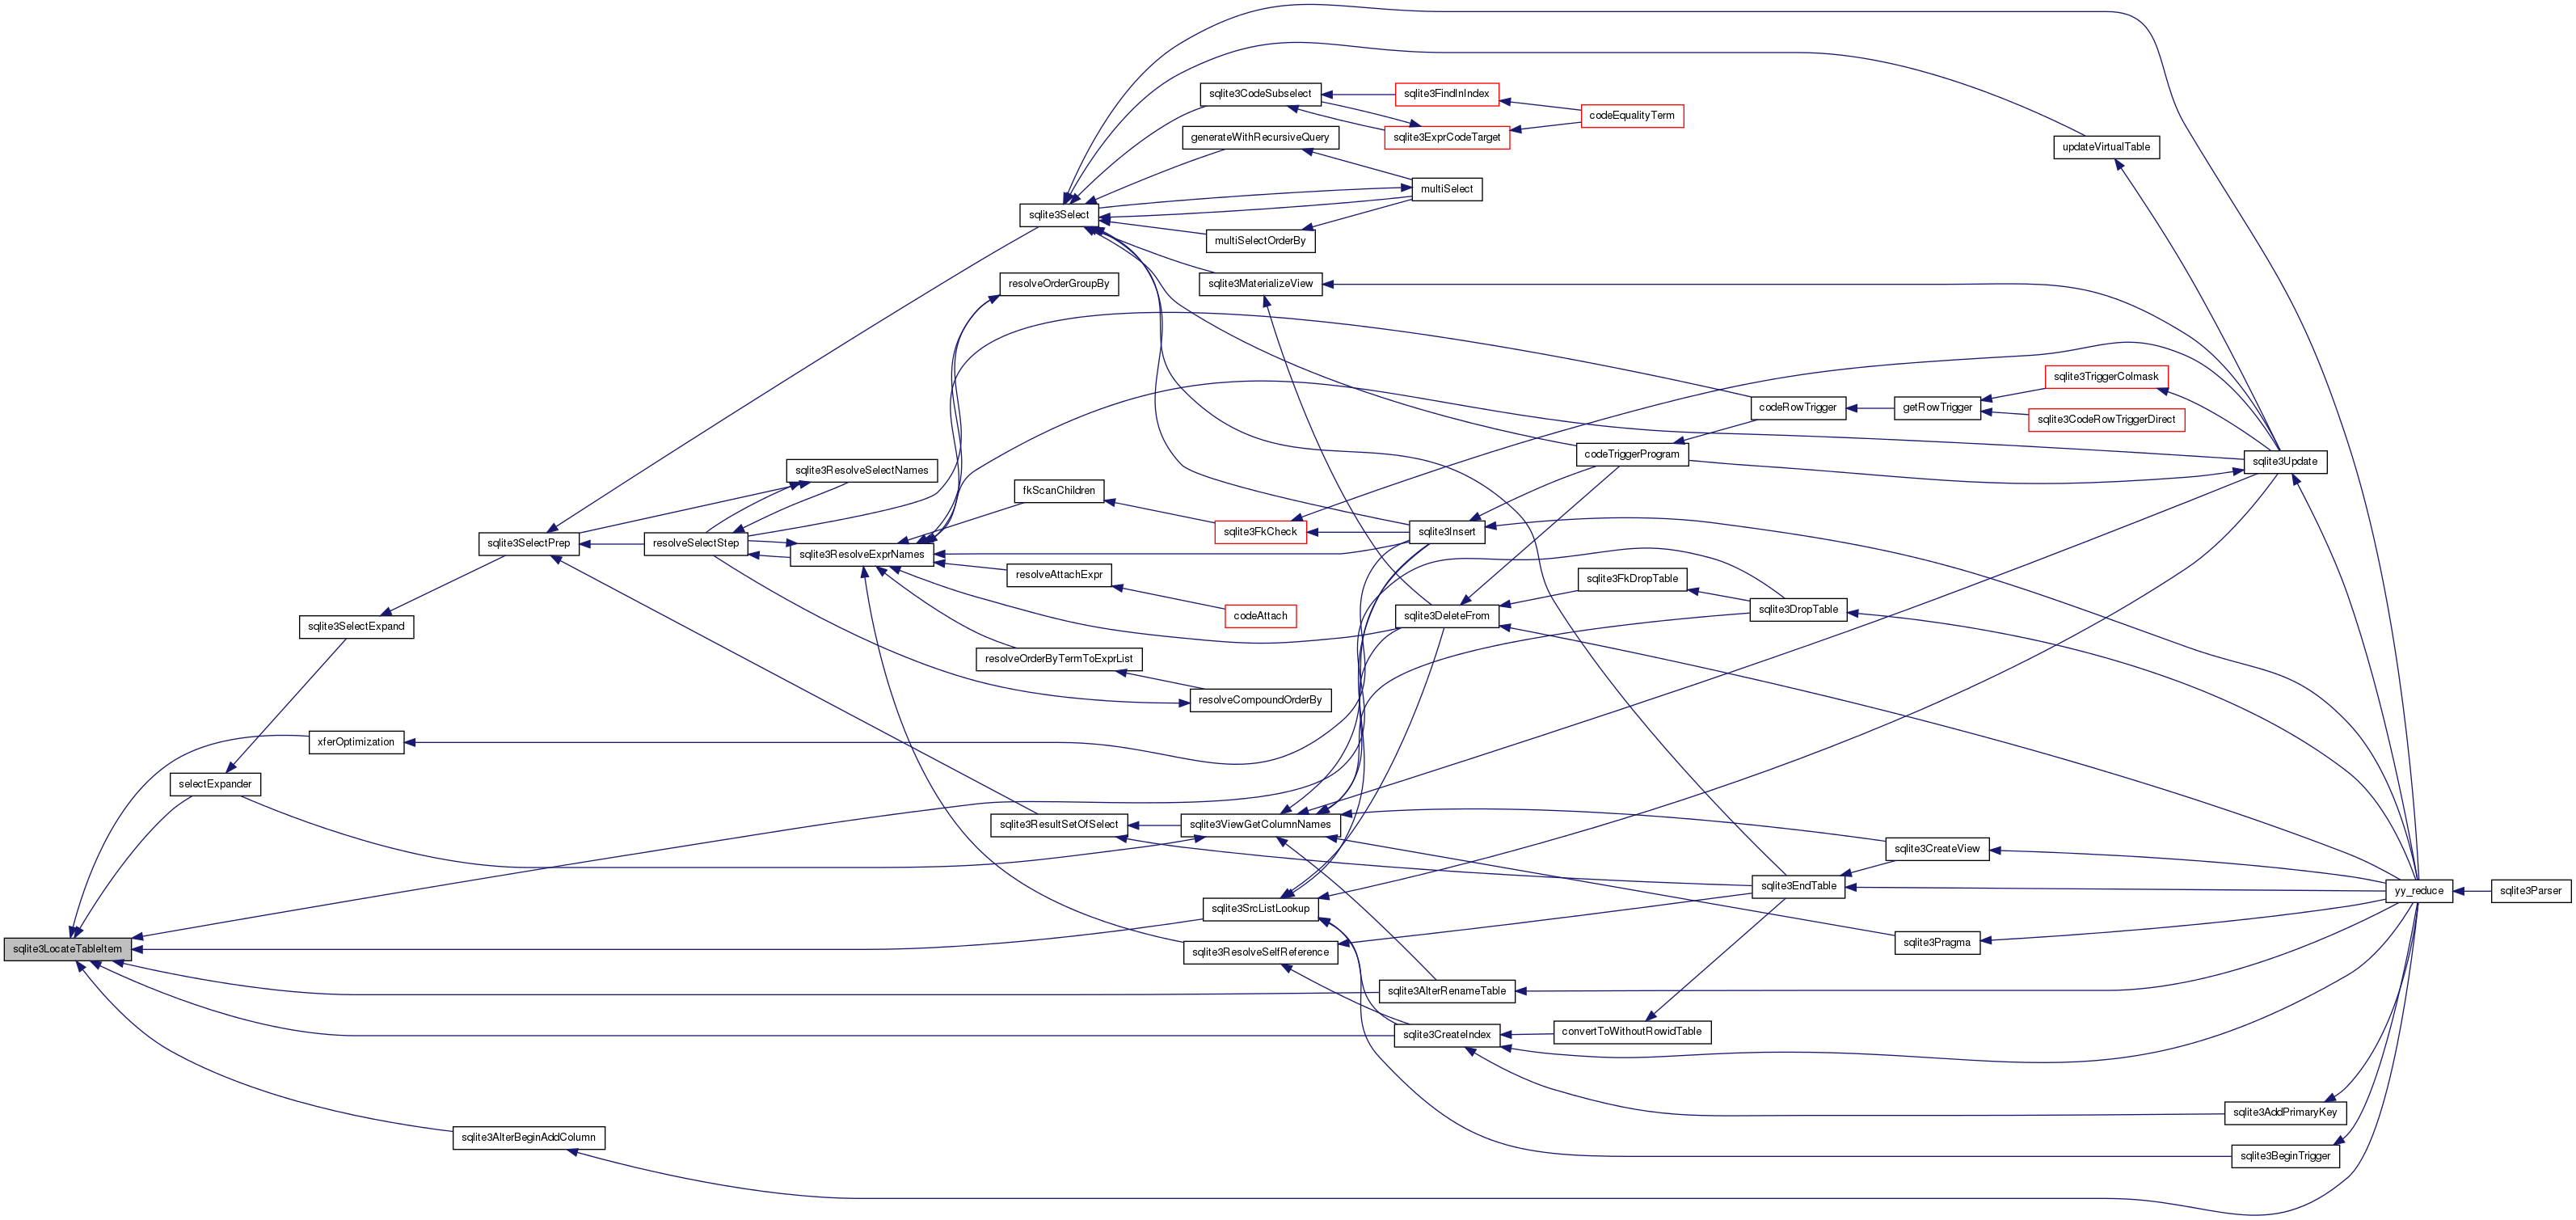 sqlite3LocateTableItem
xferOptimization
selectExpander
sqlite3SelectExpand
sqlite3AlterBeginAddColumn
sqlite3SelectPrep
sqlite3ResolveSelectNames
resolveSelectStep
sqlite3ResolveExprNames
sqlite3Select
resolveOrderGroupBy
fkScanChildren
resolveAttachExpr
resolveOrderByTermToExprList
sqlite3ResultSetOfSelect
sqlite3CodeSubselect
generateWithRecursiveQuery
multiSelectOrderBy
sqlite3MaterializeView
sqlite3FkCheck
codeAttach
resolveCompoundOrderBy
sqlite3ViewGetColumnNames
sqlite3SrcListLookup
sqlite3ResolveSelfReference
sqlite3FindInIndex
sqlite3ExprCodeTarget
multiSelect
sqlite3Insert
sqlite3DeleteFrom
sqlite3AlterRenameTable
sqlite3CreateIndex
codeEqualityTerm
codeTriggerProgram
sqlite3FkDropTable
convertToWithoutRowidTable
codeRowTrigger
sqlite3DropTable
sqlite3EndTable
getRowTrigger
sqlite3CreateView
sqlite3Pragma
updateVirtualTable
sqlite3TriggerColmask
sqlite3CodeRowTriggerDirect
sqlite3Update
sqlite3AddPrimaryKey
sqlite3BeginTrigger
yy_reduce
sqlite3Parser